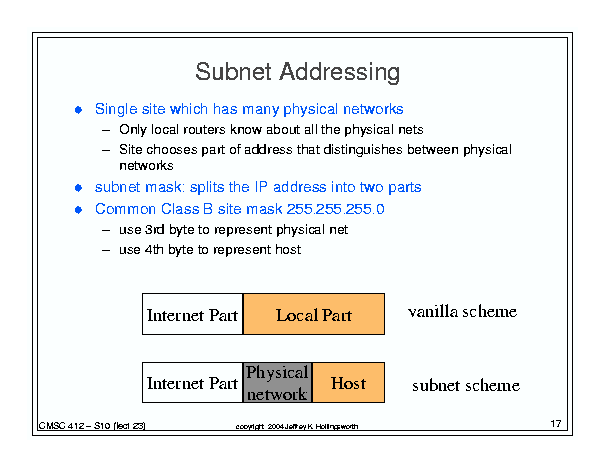 Subnet Addressing
● Single site which has many physical networks
– Only local routers know about all the physical nets
– Site chooses part of address that distinguishes between physical
networks
● subnet mask: splits the IP address into two parts
● Common Class B site mask 255.255.255.0
– use 3rd byte to represent physical net
– use 4th byte to represent host
Internet Part Local Part vanilla scheme
Internet Part Physical network Host subnet scheme
CMSC 412 – S10 (lect 23) copyright 2004 Jeffrey K. Hollingsworth 17